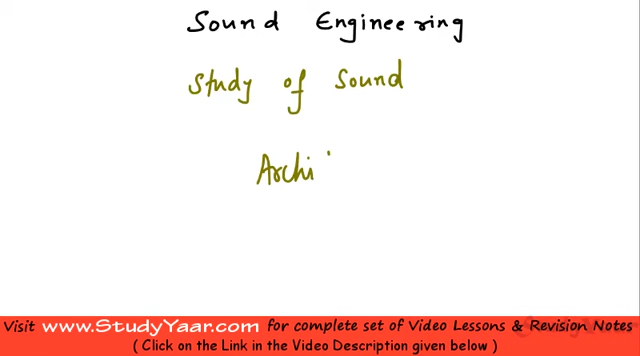 Sound Engineering
Study of Sound
Archi
Visit www.StudyYaar.com for complete set of Video Lessons & Revision Notes
( Click on the Link in the Video Description given below )